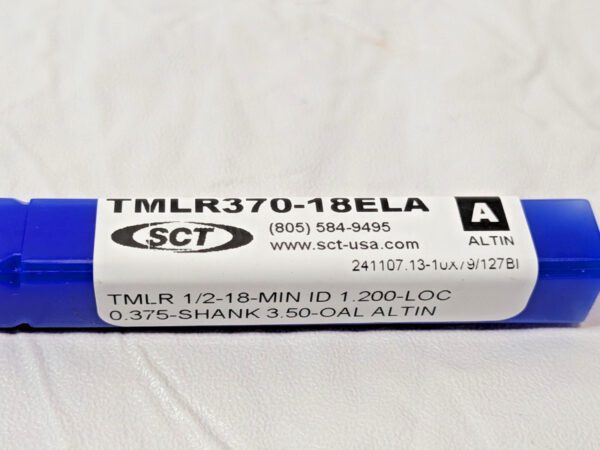 TMLR370-18ELA
SCT
(805) 584-9495
www.sct-usa.com
A
ALTIN
TMLR 1/2-18-MIN ID 1.200-LOC
0.375-SHANK 3.50-OAL ALTIN